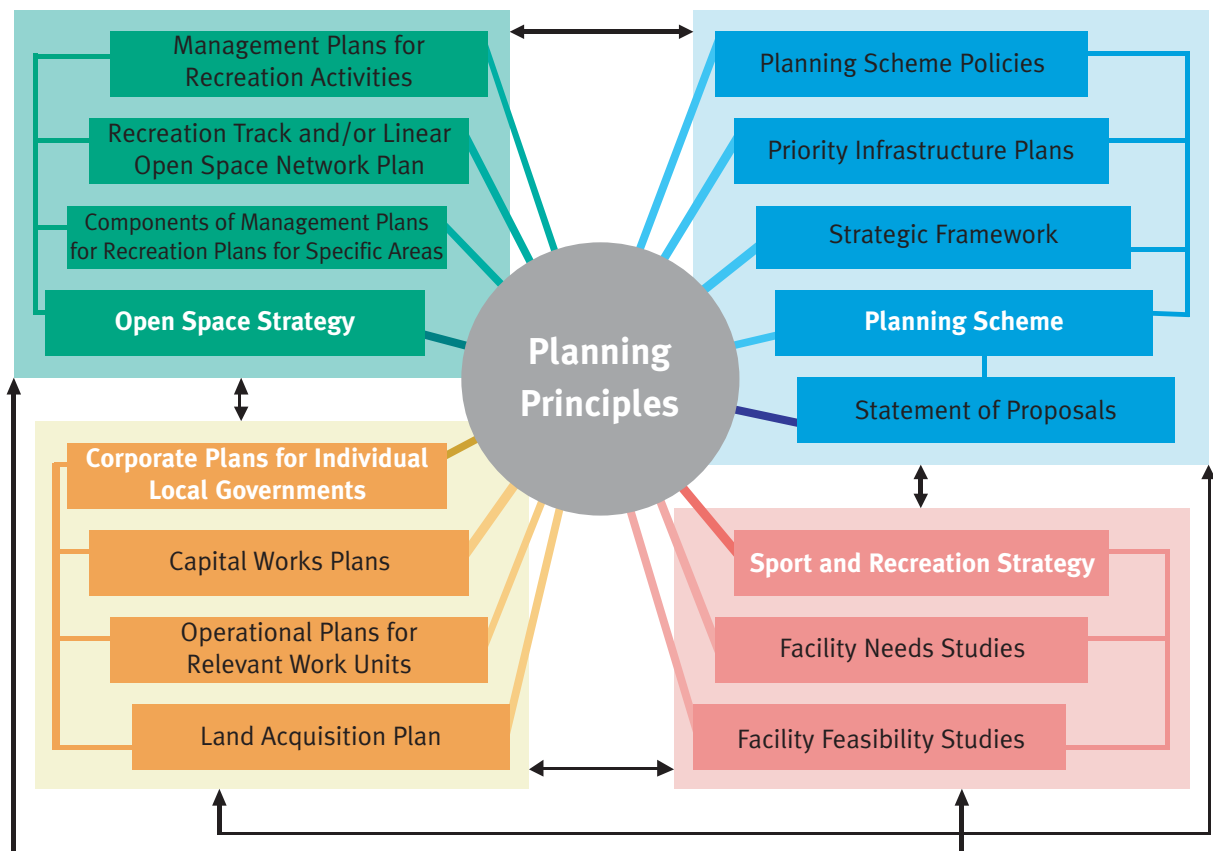 Management Plans for
Recreation Activities
Recreation Track and/or Linear
Open Space Network Plan
Components of Management Plans
for Recreation Plans for Specific Areas
Open Space Strategy
Planning Scheme Policies
Priority Infrastructure Plans
Strategic Framework
Planning Scheme
Statement of Proposals
Planning
Principles
Corporate Plans for Individual
Local Governments
Capital Works Plans
Operational Plans for
Relevant Work Units
Land Acquisition Plan
Sport and Recreation Strategy
Facility Needs Studies
Facility Feasibility Studies